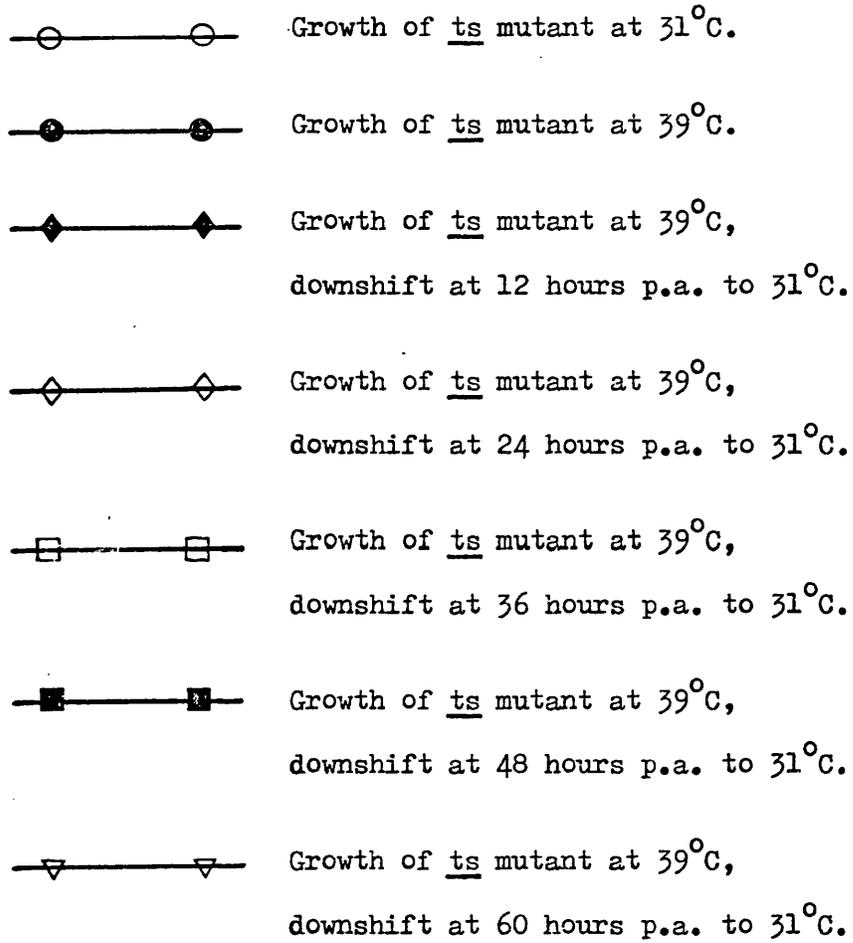 Growth of ts mutant at 31°C.
Growth of ts mutant at 39°C.
Growth of ts mutant at 39°C,
downshift at 12 hours p.a. to 31°C.
Growth of ts mutant at 39°C,
downshift at 24 hours p.a. to 31°C.
Growth of ts mutant at 39°C,
downshift at 36 hours p.a. to 31°C.
Growth of ts mutant at 39°C,
downshift at 48 hours p.a. to 31°C.
Growth of ts mutant at 39°C,
downshift at 60 hours p.a. to 31°C.